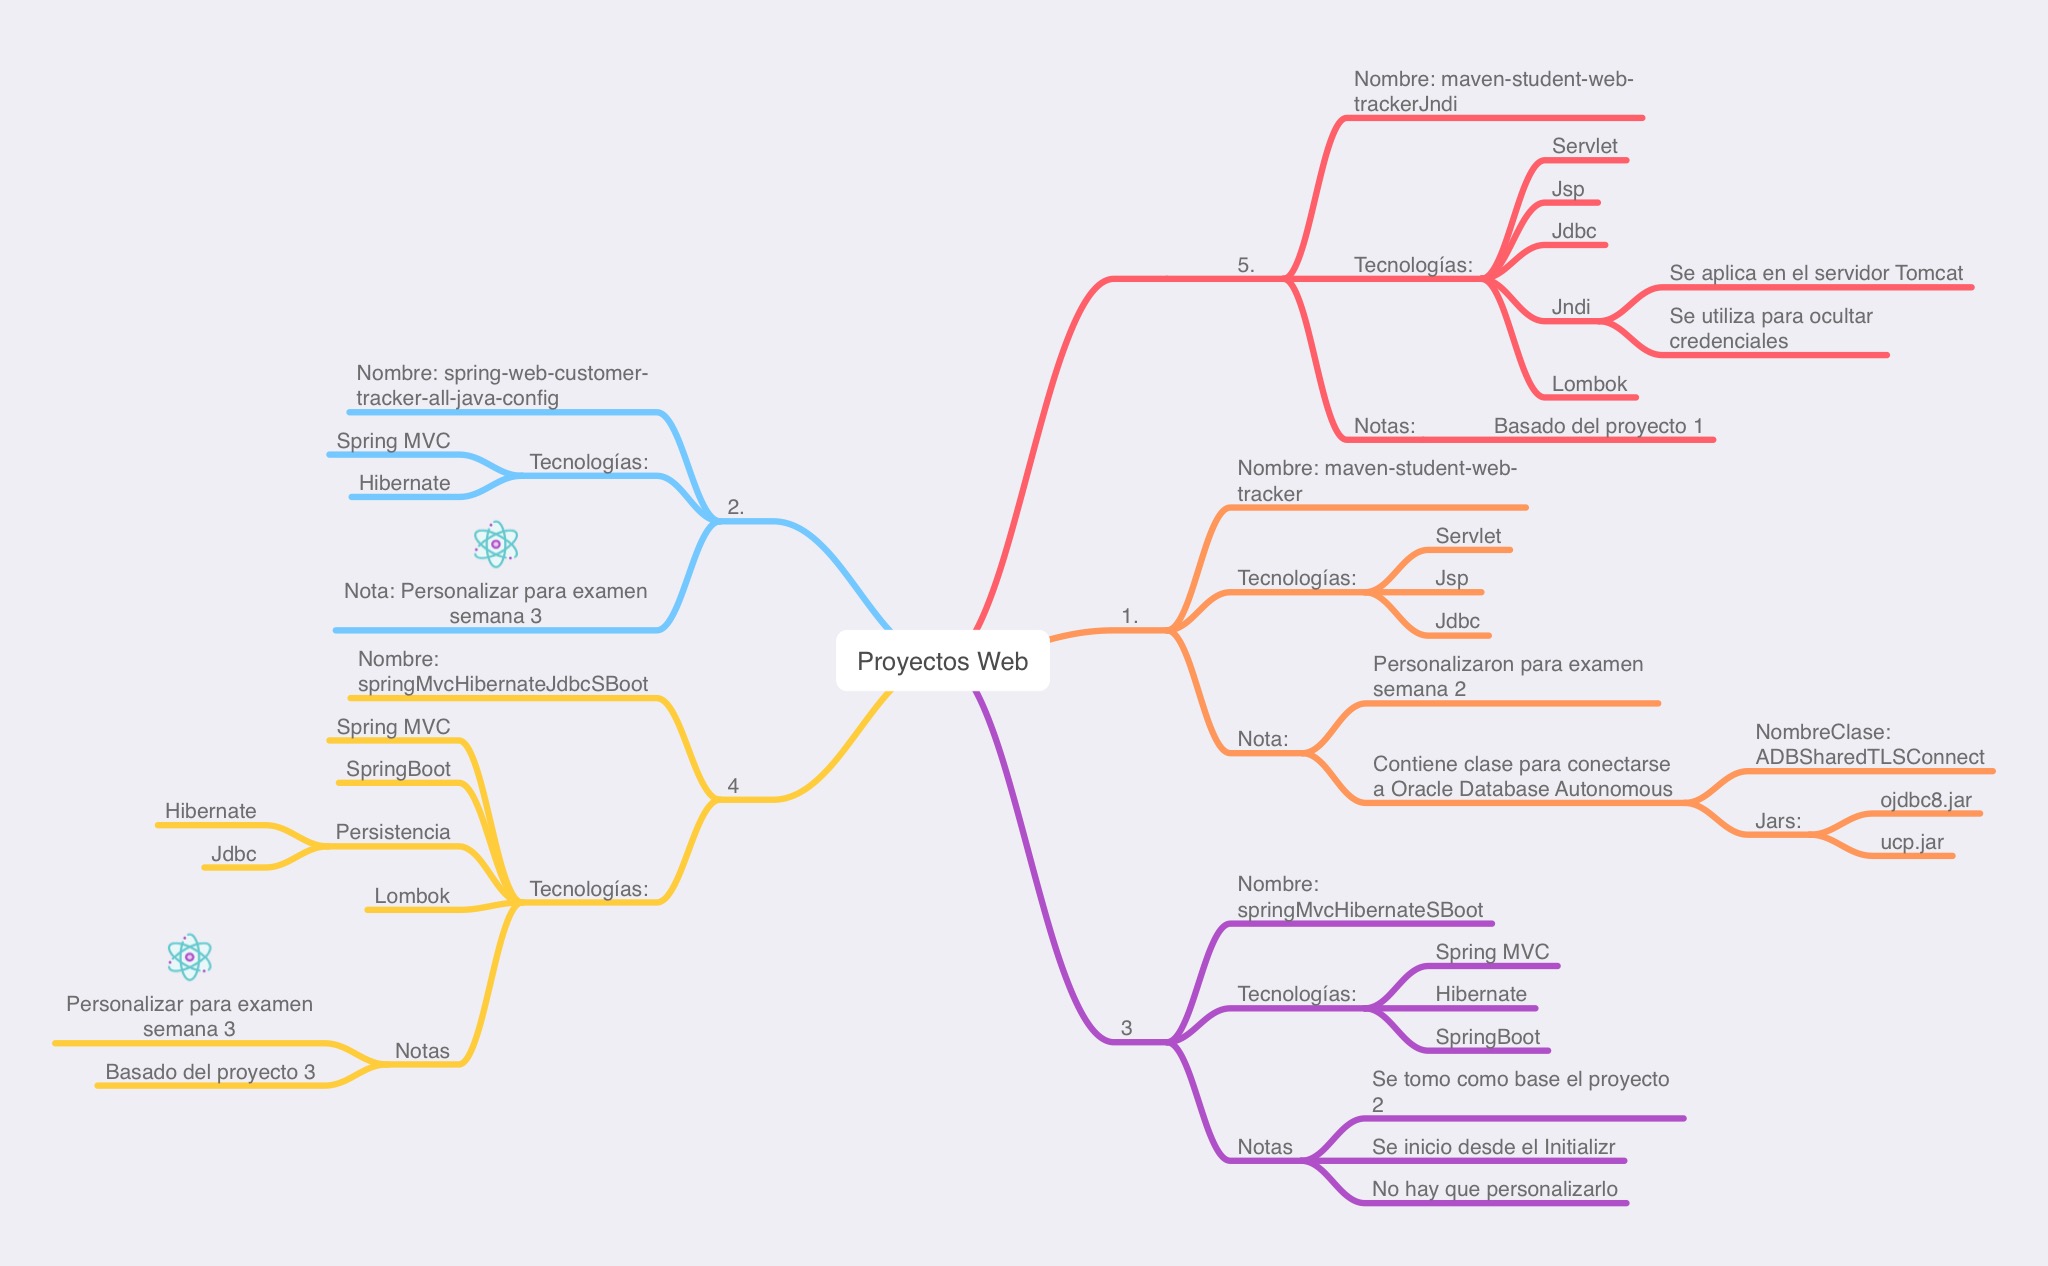 Proyectos Web
5.
Nombre: maven-student-web-
trackerJndi
Tecnologías:
Servlet
Jsp
Jdbc
Jndi
Se aplica en el servidor Tomcat
Se utiliza para ocultar
credenciales
Lombok
Notas:
Basado del proyecto 1
1.
Nombre: maven-student-web-
tracker
Tecnologías:
Servlet
Jsp
Jdbc
Nota:
Personalizaron para examen
semana 2
Contiene clase para conectarse
a Oracle Database Autonomous
NombreClase:
ADBSharedTLSConnect
Jars:
ojdbc8.jar
ucp.jar
3
Nombre:
springMvcHibernateSBoot
Tecnologías:
Spring MVC
Hibernate
SpringBoot
Notas
Se tomo como base el proyecto
2
Se inicio desde el Initializr
No hay que personalizarlo
2.
Nombre: spring-web-customer-
tracker-all-java-config
Tecnologías:
Spring MVC
Hibernate
Nota: Personalizar para examen
semana 3
4
Nombre:
springMvcHibernateJdbcSBoot
Tecnologías:
Spring MVC
SpringBoot
Persistencia
Hibernate
Jdbc
Lombok
Notas
Personalizar para examen
semana 3
Basado del proyecto 3